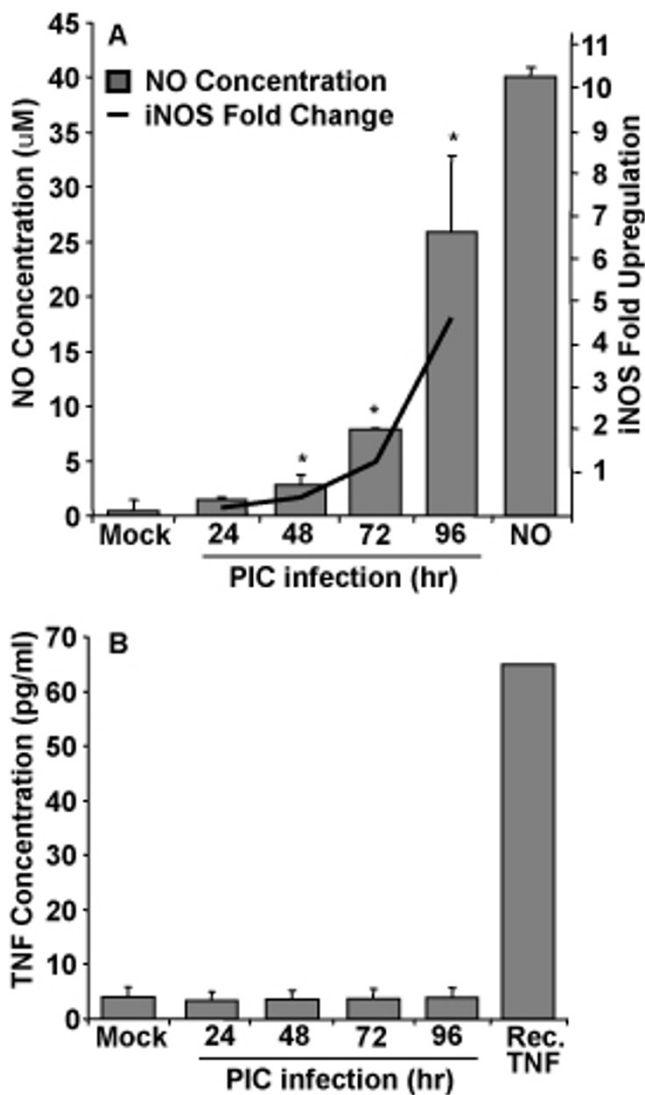 A
NO Concentration
iNOS Fold Change
NO Concentration (uM)
45
40
35
30
25
20
15
10
5
0
iNOS Fold Upregulation
11
10
9
8
7
6
5
4
3
2
1
*
*
*
Mock 24 48 72 96 NO
PIC infection (hr)
B
TNF Concentration (pg/ml)
70
60
50
40
30
20
10
0
Mock 24 48 72 96 Rec.
TNF
PIC infection (hr)